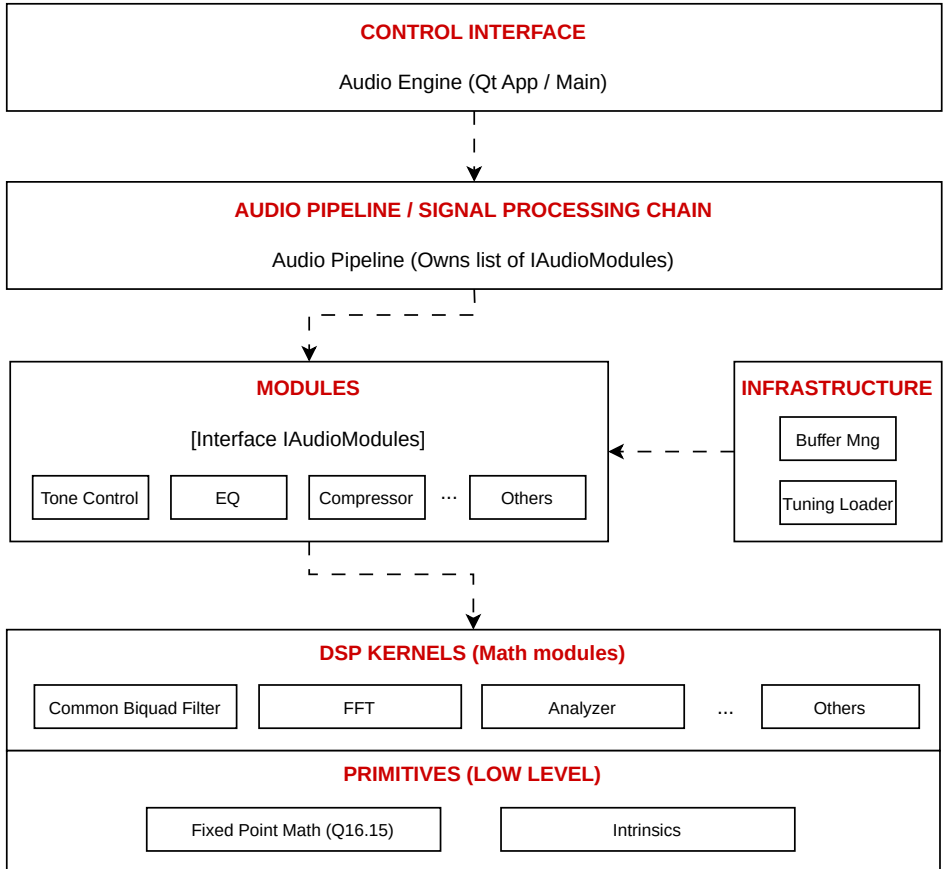 CONTROL INTERFACE
Audio Engine (Qt App / Main)
AUDIO PIPELINE / SIGNAL PROCESSING CHAIN
Audio Pipeline (Owns list of IAudioModules)
MODULES
[Interface IAudioModules]
Tone Control
EQ
Compressor
...
Others
INFRASTRUCTURE
Buffer Mng
Tuning Loader
DSP KERNELS (Math modules)
Common Biquad Filter
FFT
Analyzer
...
Others
PRIMITIVES (LOW LEVEL)
Fixed Point Math (Q16.15)
Intrinsics